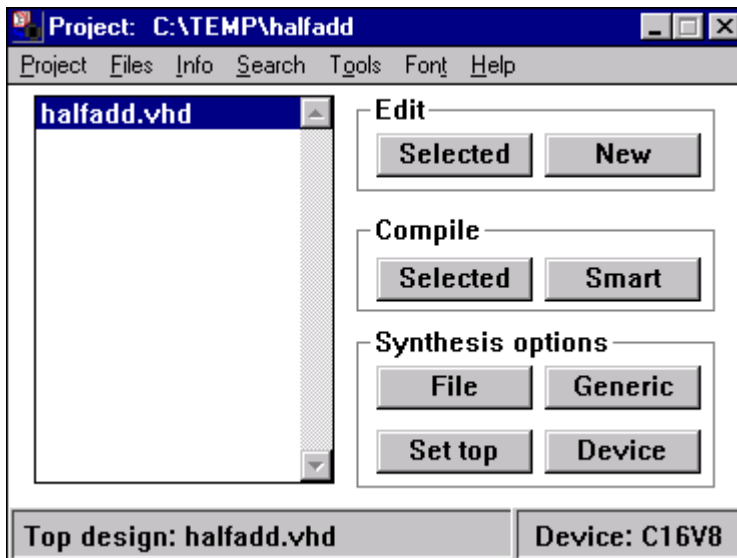 Project: C:\TEMP\halfadd
Project Files Info Search Tools Font Help
halfadd.vhd
Edit
Selected New
Compile
Selected Smart
Synthesis options
File Generic
Set top Device
Top design: halfadd.vhd Device: C16V8